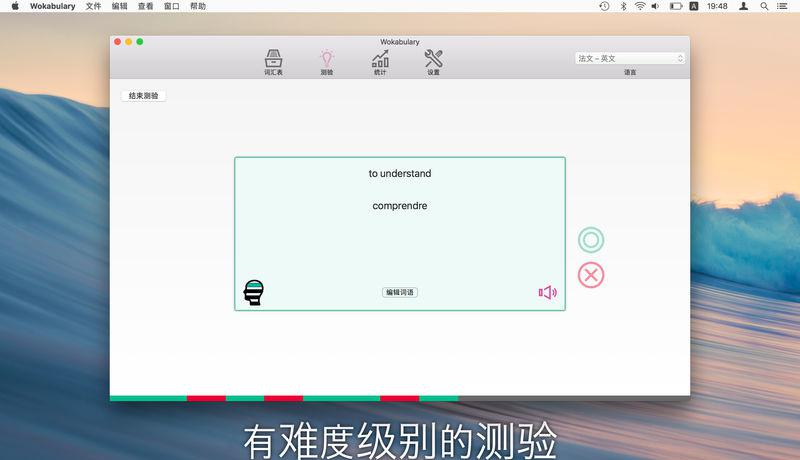 Wokabulary 文件 编辑 查看 窗口 帮助 A 19:48
Wokabulary
词汇表 测验 统计 设置
法文 – 英文
语言
结束测验
to understand
comprendre
编辑词语
有难度级别的测验